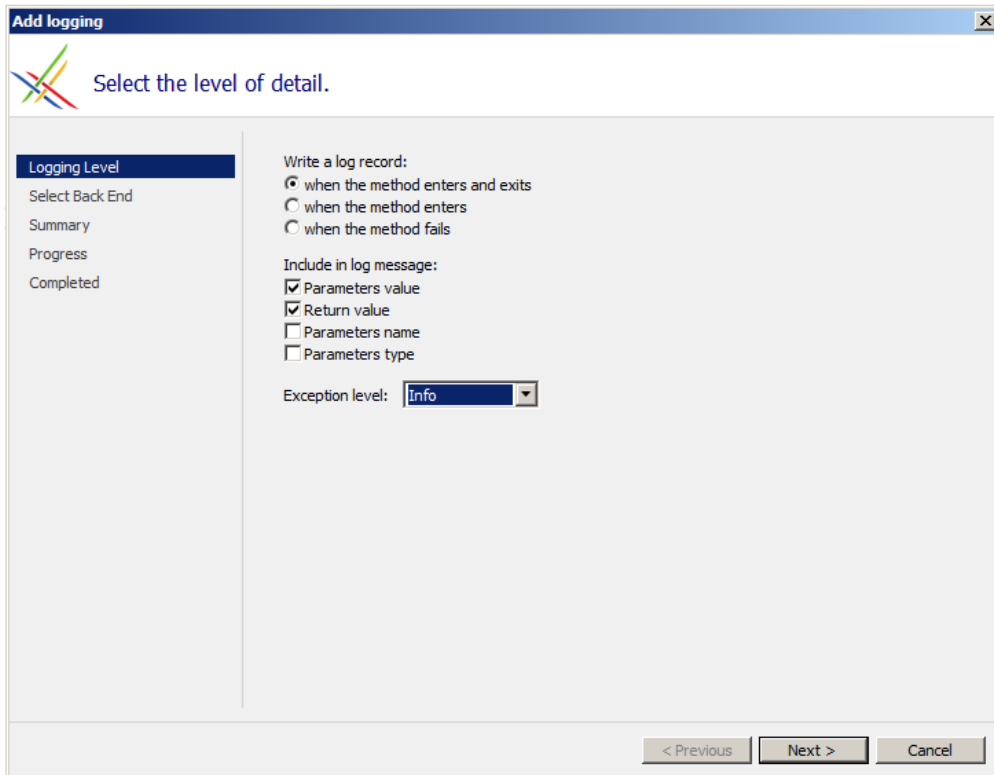 Add logging
Select the level of detail.
Logging Level
Select Back End
Summary
Progress
Completed
Write a log record:
when the method enters and exits
when the method enters
when the method fails
Include in log message:
Parameters value
Return value
Parameters name
Parameters type
Exception level: Info
< Previous Next > Cancel